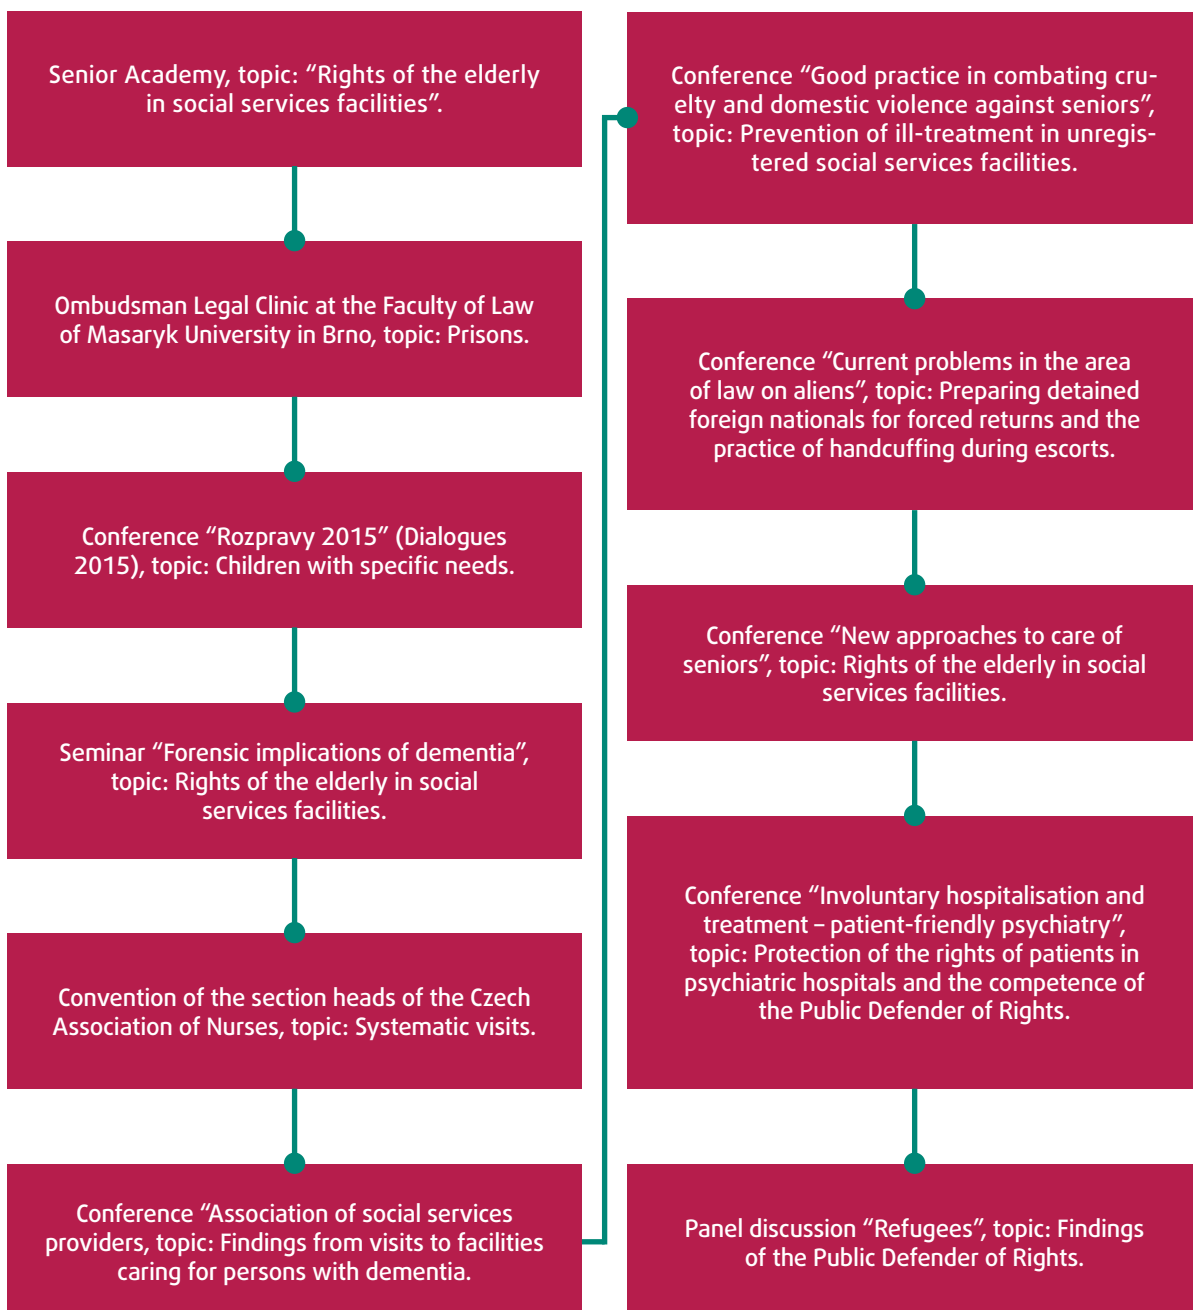 Senior Academy, topic: “Rights of the elderly
in social services facilities”.
Ombudsman Legal Clinic at the Faculty of Law
of Masaryk University in Brno, topic: Prisons.
Conference “Rozpravy 2015” (Dialogues
2015), topic: Children with specific needs.
Seminar “Forensic implications of dementia”,
topic: Rights of the elderly in social
services facilities.
Convention of the section heads of the Czech
Association of Nurses, topic: Systematic visits.
Conference “Association of social services
providers, topic: Findings from visits to facilities
caring for persons with dementia.
Conference “Good practice in combating cru-
elty and domestic violence against seniors”,
topic: Prevention of ill-treatment in unregis-
tered social services facilities.
Conference “Current problems in the area
of law on aliens”, topic: Preparing detained
foreign nationals for forced returns and the
practice of handcuffing during escorts.
Conference “New approaches to care of
seniors”, topic: Rights of the elderly in social
services facilities.
Conference “Involuntary hospitalisation and
treatment – patient-friendly psychiatry”,
topic: Protection of the rights of patients in
psychiatric hospitals and the competence of
the Public Defender of Rights.
Panel discussion “Refugees”, topic: Findings
of the Public Defender of Rights.